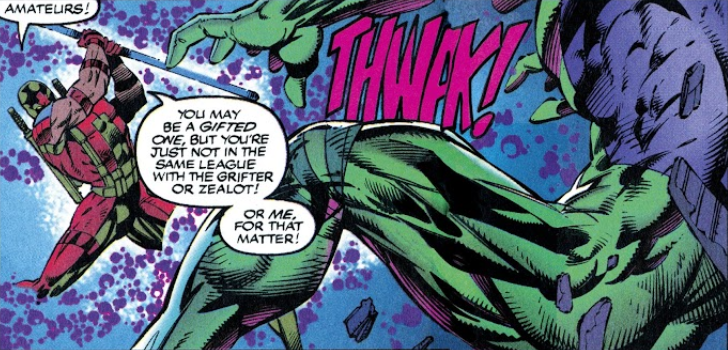 AMATEURS!
THWAK!
YOU MAY
BE A GIFTED
ONE, BUT YOU'RE
JUST NOT IN THE
SAME LEAGUE
WITH THE GRIFTER
OR ZEALOT!
OR ME,
FOR THAT
MATTER!